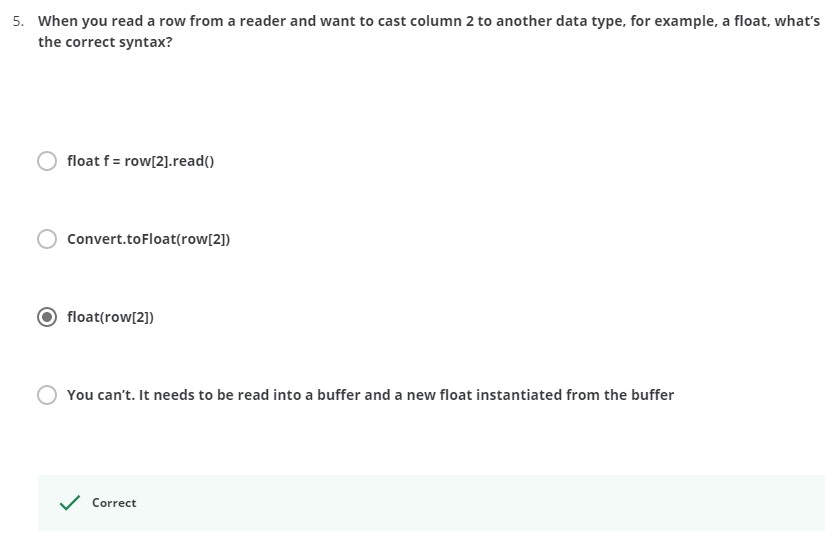 5. When you read a row from a reader and want to cast column 2 to another data type, for example, a float, what's
the correct syntax?
float f = row[2].read()
Convert.toFloat(row[2])
float(row[2])
You can't. It needs to be read into a buffer and a new float instantiated from the buffer
Correct